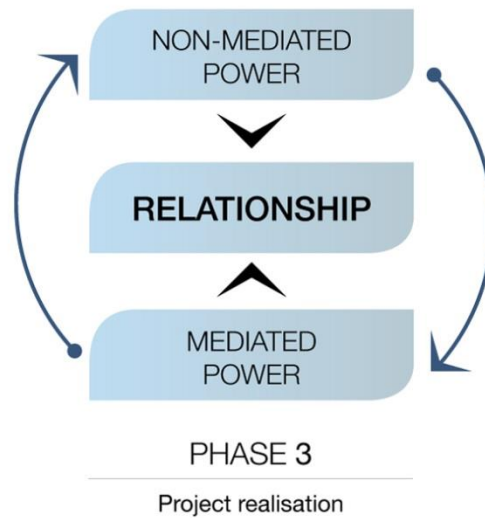 NON-MEDIATED
POWER
RELATIONSHIP
MEDIATED
POWER
PHASE 3
Project realisation